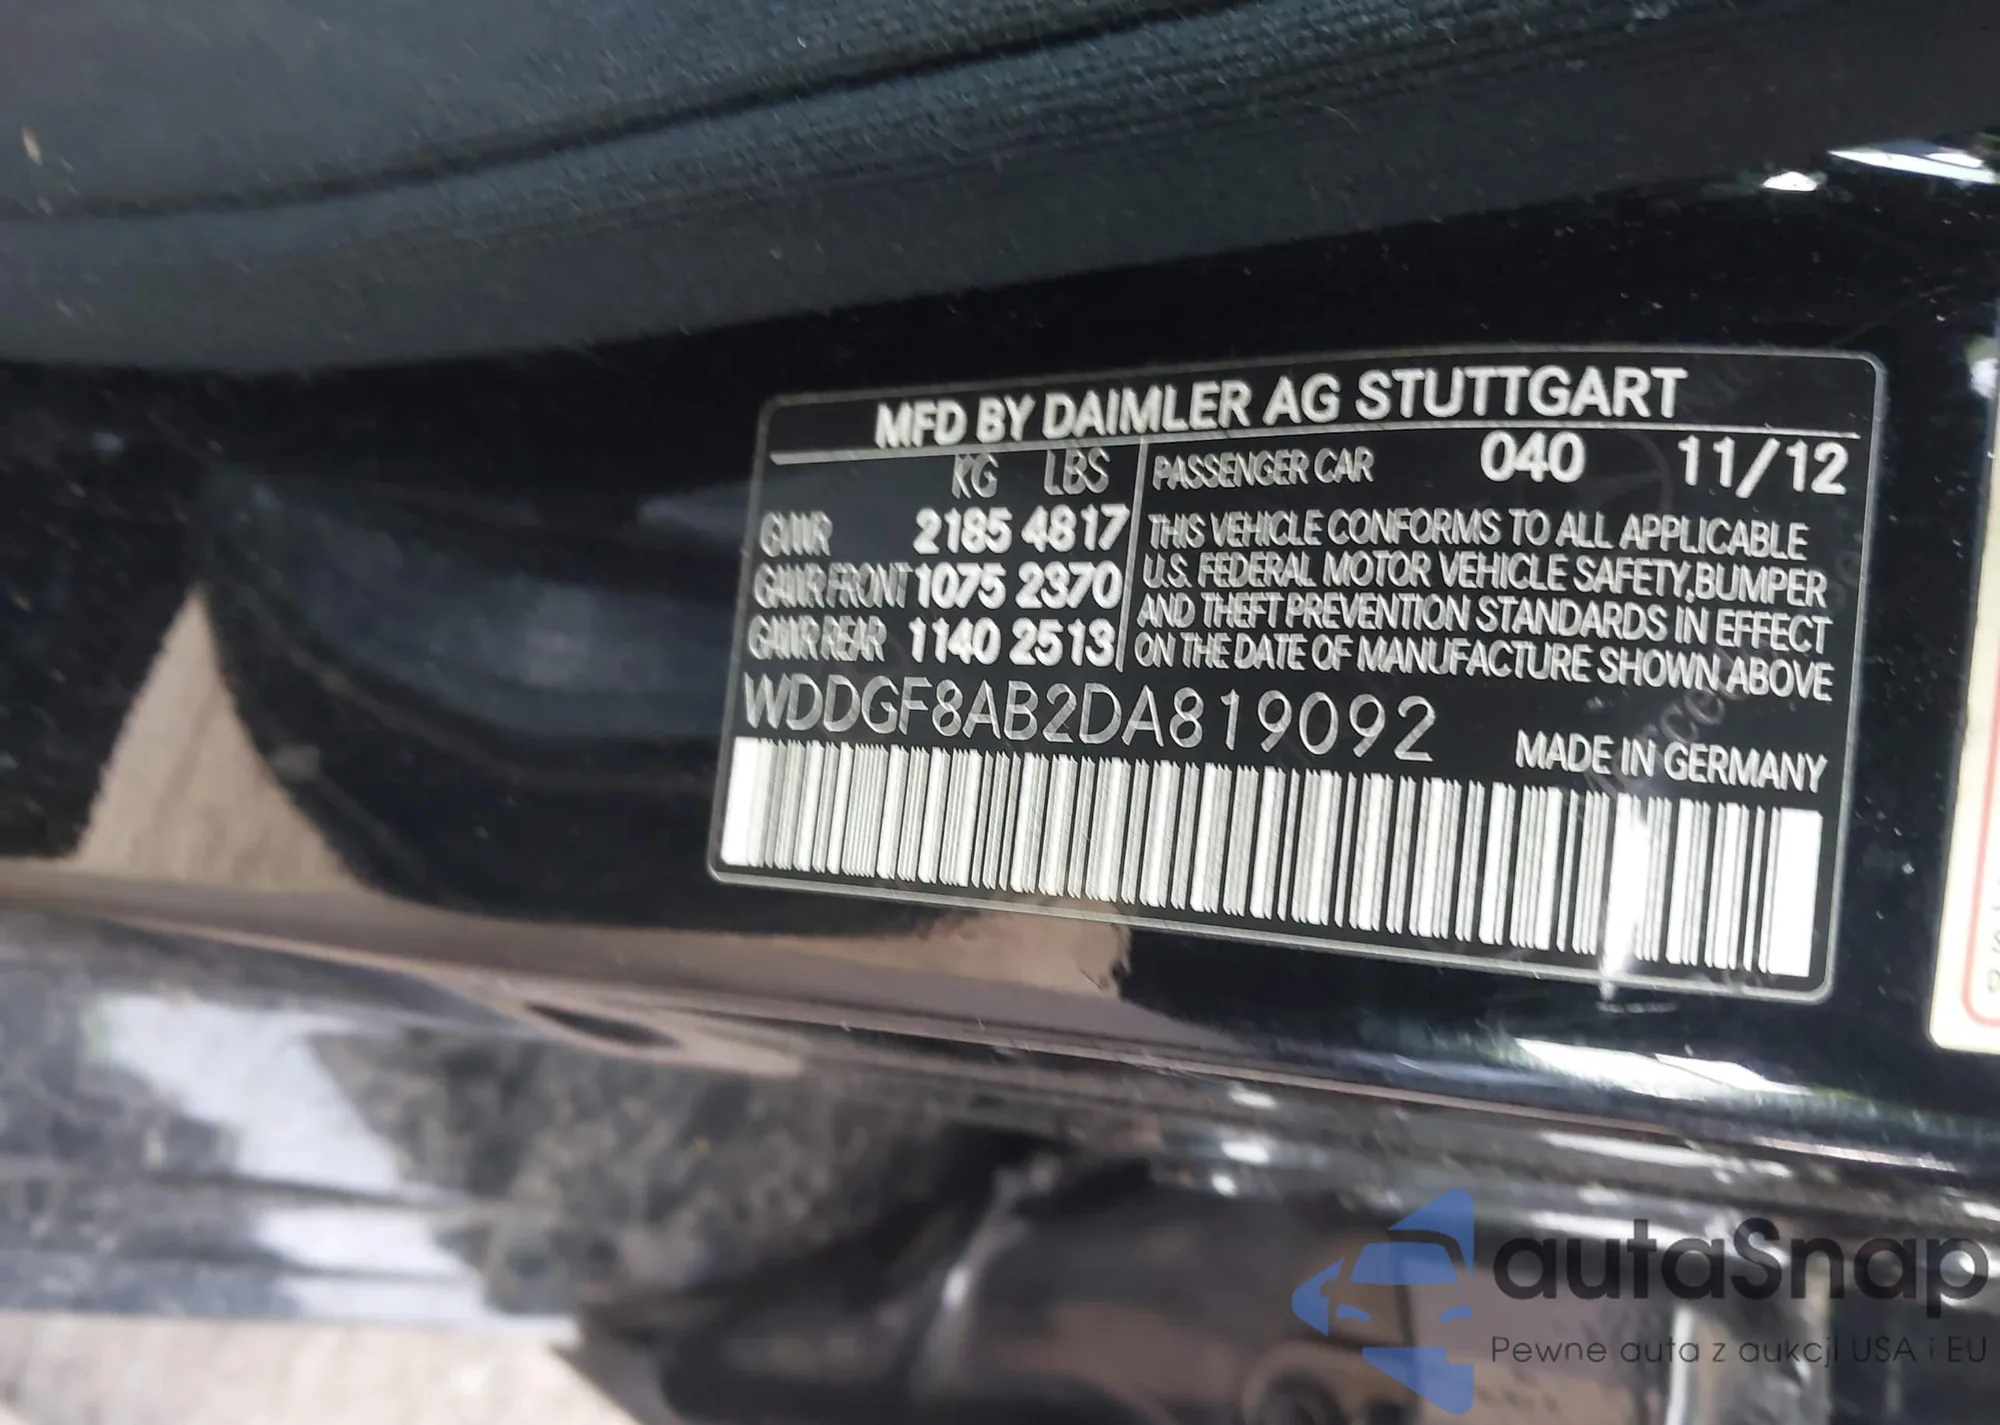 MFD BY DAIMLER AG STUTTGART
KG LBS
GVWR 2185 4817
GAWR FRONT 1075 2370
GAWR REAR 1140 2513
PASSENGER CAR 040 11/12
THIS VEHICLE CONFORMS TO ALL APPLICABLE
U.S. FEDERAL MOTOR VEHICLE SAFETY,BUMPER
AND THEFT PREVENTION STANDARDS IN EFFECT
ON THE DATE OF MANUFACTURE SHOWN ABOVE
WDDGF8AB2DA819092
MADE IN GERMANY
autaSnap
Pewne auta z aukcji USA i EU